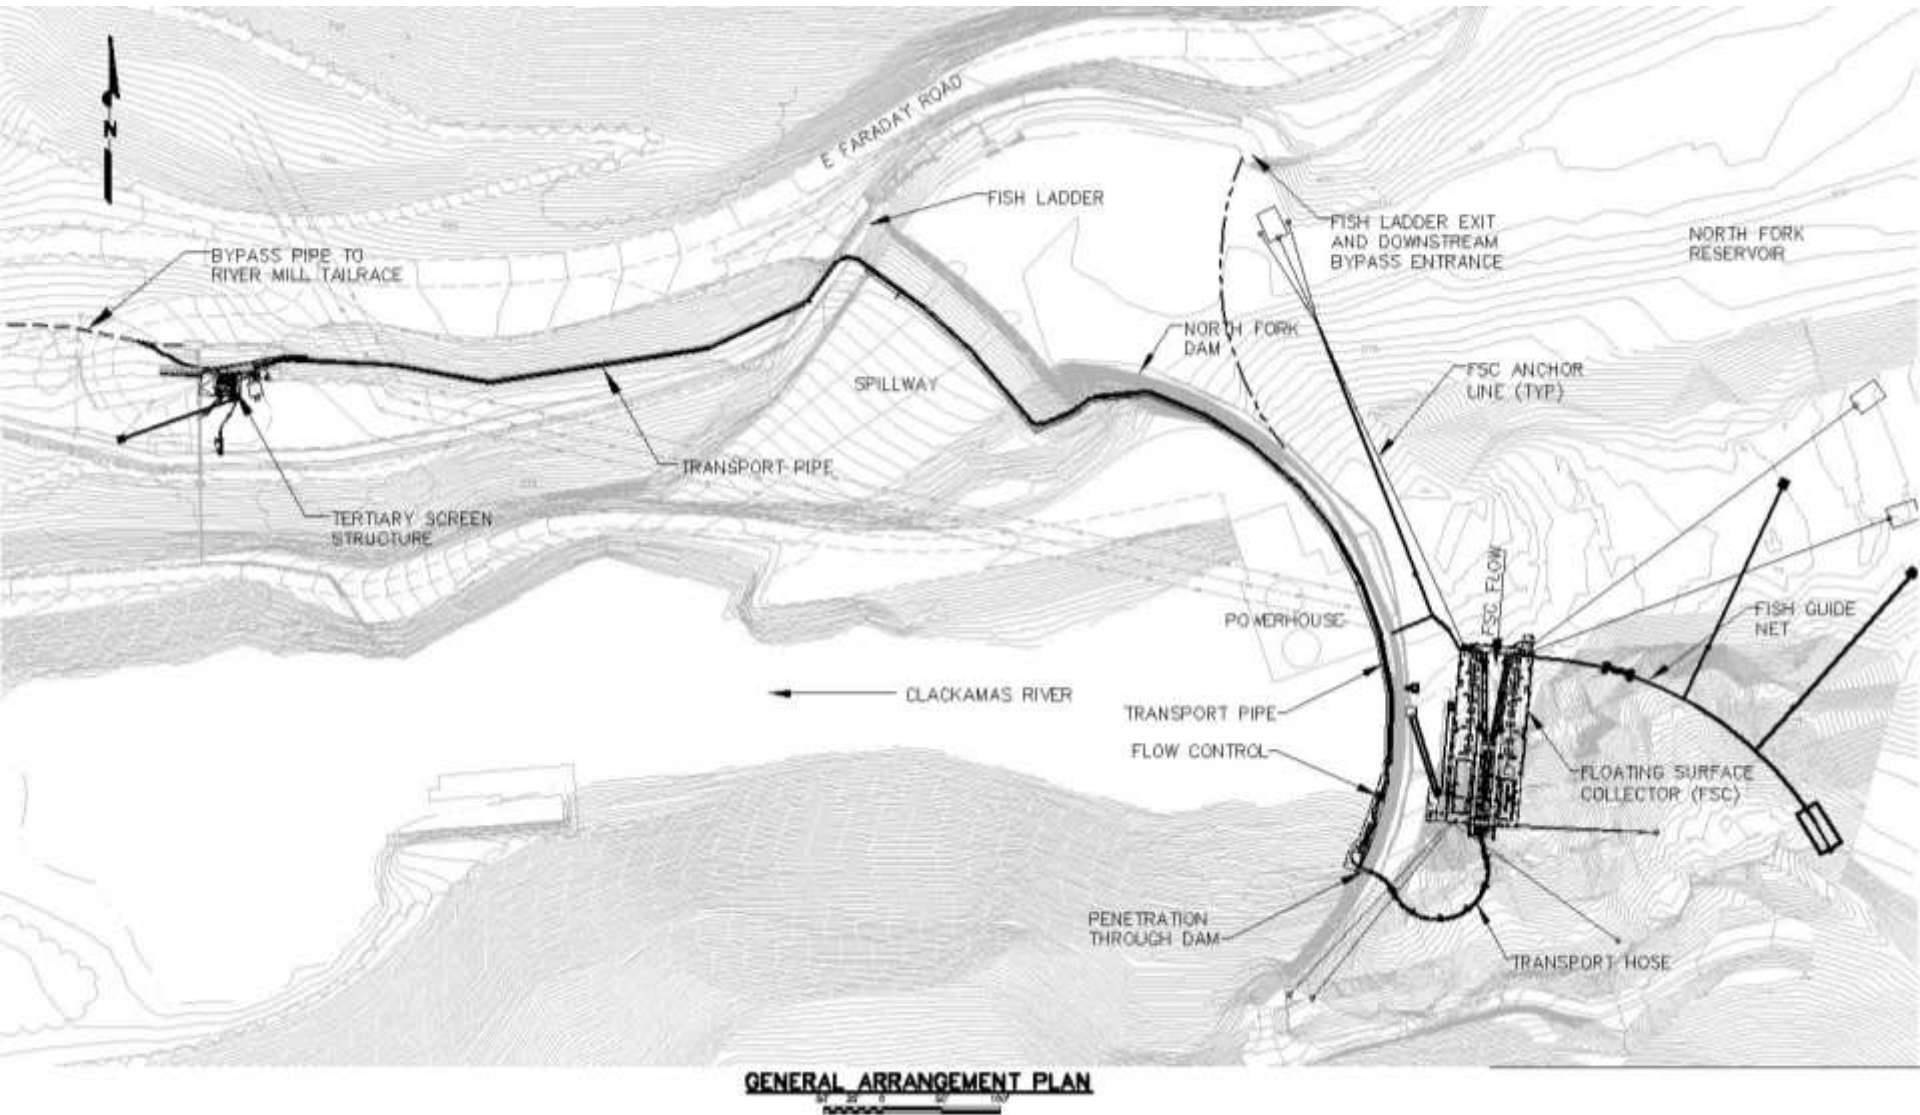 E FARADAY ROAD
N
FISH LADDER
FISH LADDER EXIT
AND DOWNSTREAM
BYPASS ENTRANCE
NORTH FORK
RESERVOIR
BYPASS PIPE TO
RIVER MILL TAILRACE
NORTH FORK
DAM
FSC ANCHOR
LINE (TYP)
SPILLWAY
TRANSPORT PIPE
TERTIARY SCREEN
STRUCTURE
FSC FLOW
POWERHOUSE
FISH GUIDE
NET
CLACKAMAS RIVER
TRANSPORT PIPE
FLOW CONTROL
FLOATING SURFACE
COLLECTOR (FSC)
PENETRATION
THROUGH DAM
TRANSPORT HOSE
GENERAL ARRANGEMENT PLAN